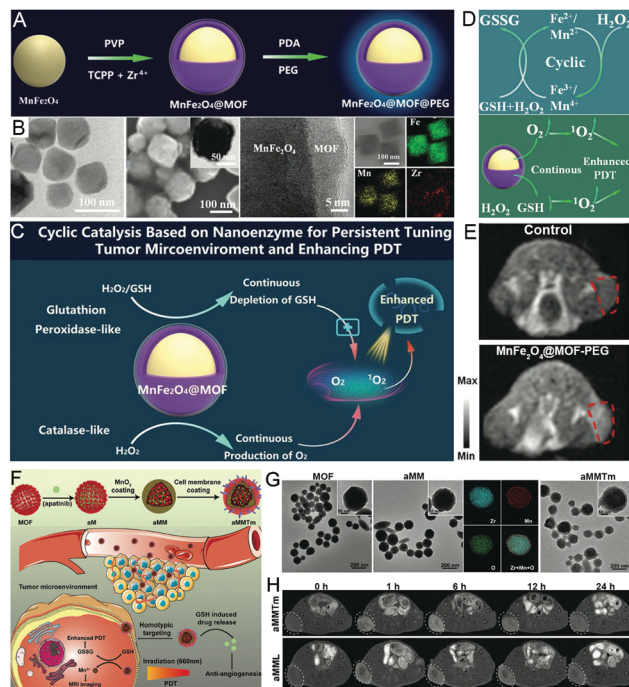 A
PVP
TCPP + Zr⁴⁺
PDA
PEG
MnFe₂O₄
MnFe₂O₄@MOF
MnFe₂O₄@MOF@PEG
B
100 nm
50 nm
100 nm
MnFe₂O₄
MOF
5 nm
100 nm
Fe
Mn
Zr
C
Cyclic Catalysis Based on Nanoenzyme for Persistent Tuning
Tumor Mircoenviroment and Enhancing PDT
H₂O₂/GSH
Continuous
Depletion of GSH
Glutathion
Peroxidase-like
Enhanced
PDT
MnFe₂O₄@MOF
O₂
¹O₂
Catalase-like
H₂O₂
Continuous
Production of O₂
D
GSSG
Fe²⁺/
Mn²⁺
H₂O₂
Cyclic
GSH+H₂O₂
Fe³⁺/
Mn⁴⁺
O₂
¹O₂
Continous
Enhanced
PDT
H₂O₂
GSH
¹O₂
E
Control
MnFe₂O₄@MOF-PEG
Max
Min
F
(apatinib)
MnO₂
coating
Cell membrane
coating
MOF
aM
aMM
aMMTm
Tumor microenvironment
Homotypic
targeting
GSH induced
drug release
Enhanced PDT
GSSG
GSH
Mn²⁺
MRI imaging
Irradiation (660nm)
PDT
Anti-angiogenesis
G
MOF
aMM
aMMTm
Zr
Mn
O
Zr+Mn+O
200 nm
200 nm
200 nm
H
0 h
1 h
6 h
12 h
24 h
aMMTm
aMML